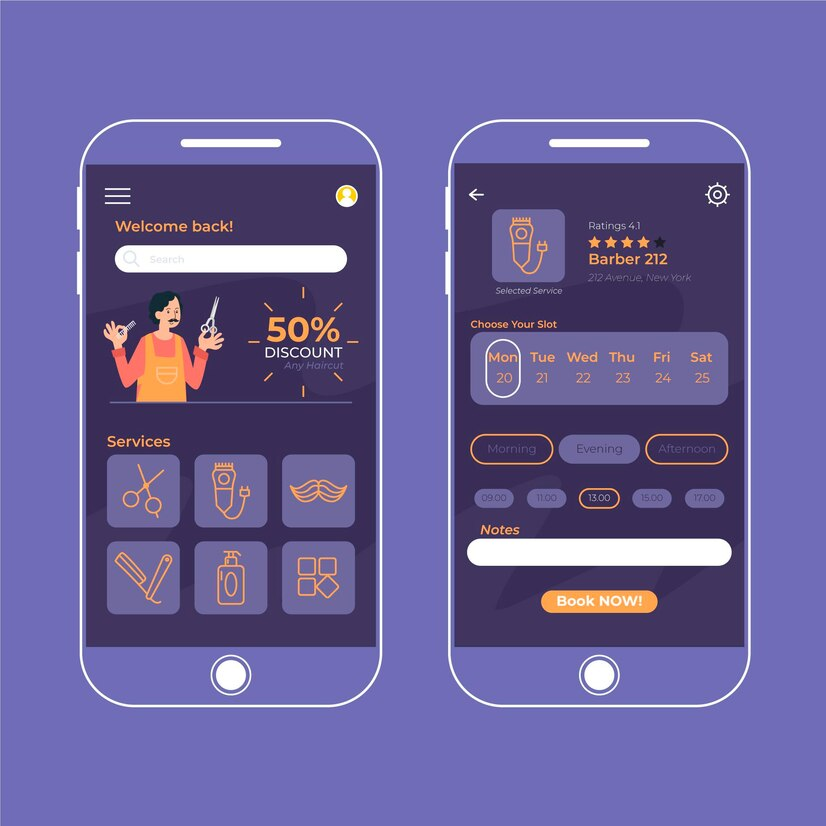 Welcome back!
Search
50%
DISCOUNT
Any Haircut
Services
Ratings 4.1
Barber 212
212 Avenue, New York
Selected Service
Choose Your Slot
Mon Tue Wed Thu Fri Sat
20 21 22 23 24 25
Morning Evening Afternoon
09.00 11.00 13.00 15.00 17.00
Notes
Book NOW!